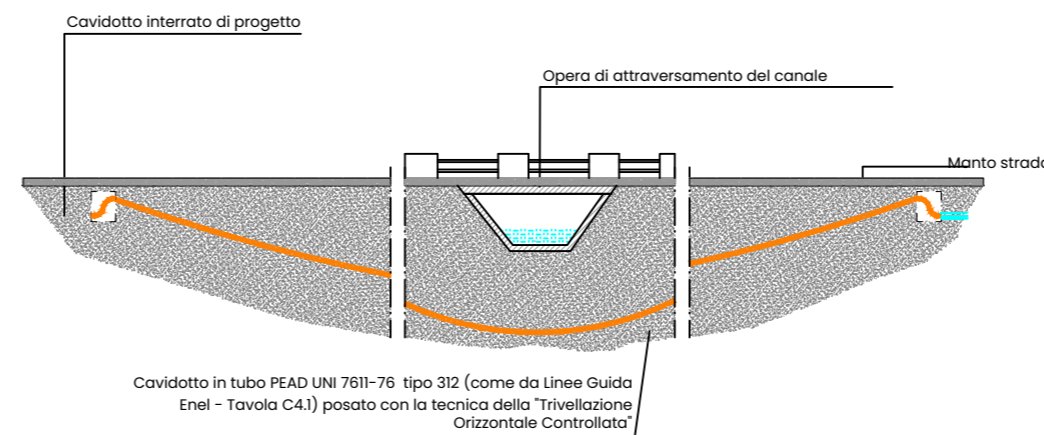 Cavidotto interrato di progetto
Opera di attraversamento del canale
Manto strado
Cavidotto in tubo PEAD UNI 7611-76 tipo 312 (come da Linee Guida
Enel - Tavola C4.1) posato con la tecnica della "Trivellazione
Orizzontale Controllata"